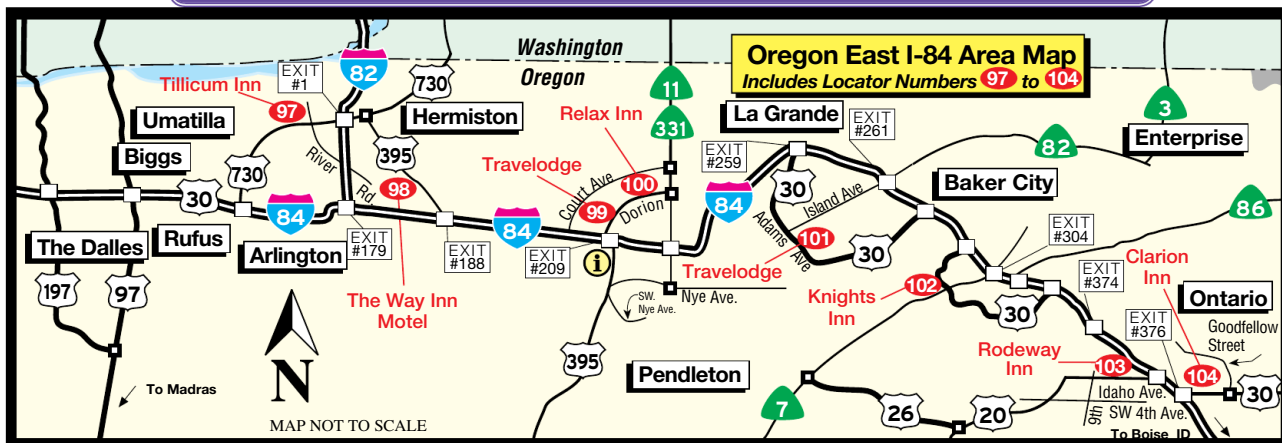 Washington
Oregon
Oregon East I-84 Area Map
Includes Locator Numbers 97 to 104
EXIT
#1
82
730
11
331
Tillicum Inn
97
Umatilla
Hermiston
Relax Inn
La Grande
EXIT
#261
3
Enterprise
82
Biggs
730
River
Rd.
395
98
Travelodge
Court Ave
100
99
Dorion
EXIT
#259
30
Island Ave
Baker City
86
30
84
84
84
Adams Ave
101
30
The Dalles
Rufus
Arlington
EXIT
#179
EXIT
#188
EXIT
#209
i
Travelodge
EXIT
#304
Clarion
Inn
197
97
The Way Inn
Motel
SW.
Nye Ave.
Nye Ave.
Knights
Inn
102
30
EXIT
#374
Ontario
EXIT
#376
Goodfellow
Street
N
395
Pendleton
Rodeway
Inn
103
104
To Madras
MAP NOT TO SCALE
7
26
20
9th
Idaho Ave.
SW 4th Ave.
30
To Boise ID